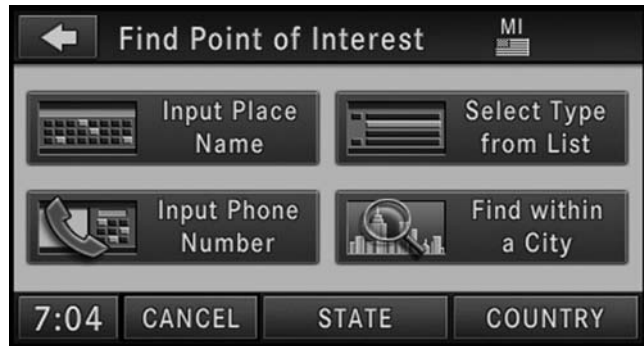 Find Point of Interest
MI
Input Place
Name
Select Type
from List
Input Phone
Number
Find within
a City
7:04
CANCEL
STATE
COUNTRY